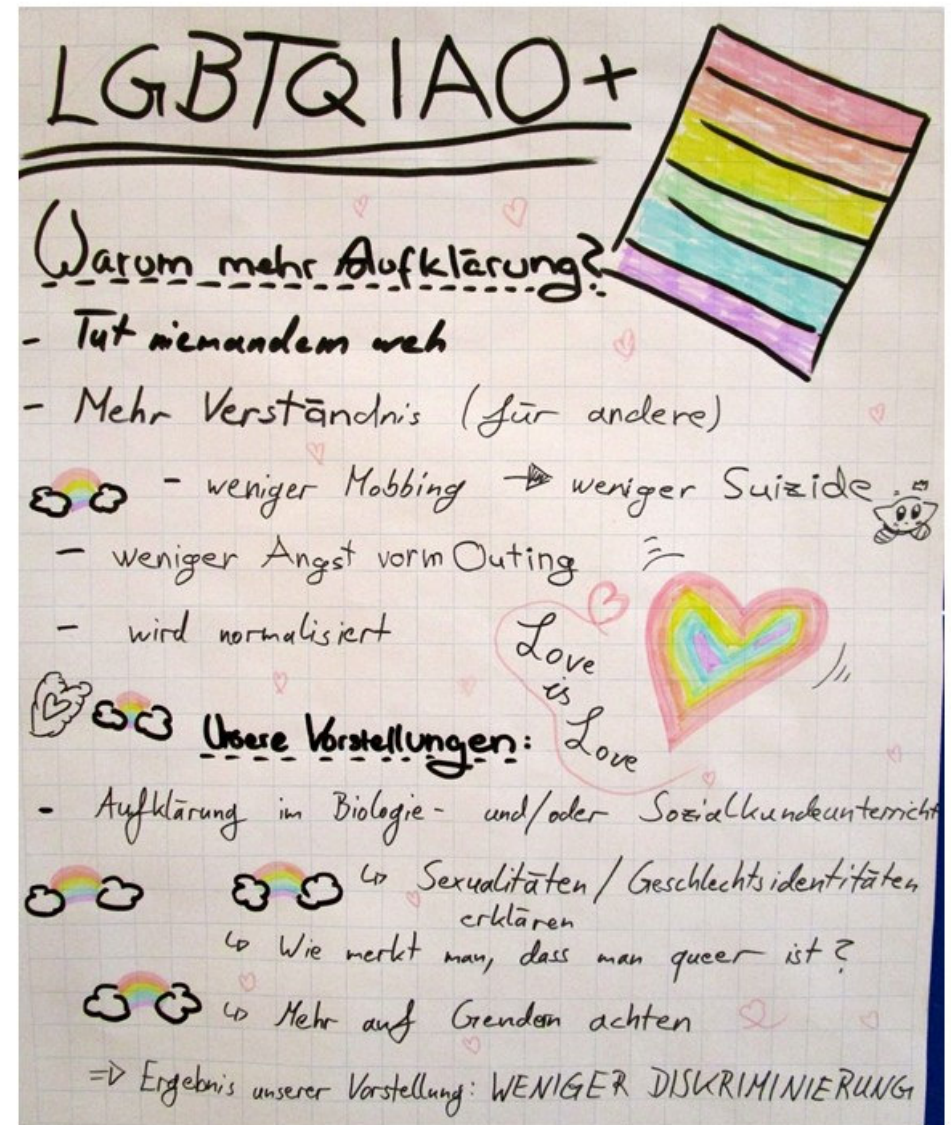 LGBTQIAO+
Warum mehr Aufklärung?
- Tut niemandem weh
- Mehr Verständnis (für andere)
- weniger Mobbing → weniger Suizide
- weniger Angst vorm Outing
- wird normalisiert
Love
is
Love
Unsere Vorstellungen:
- Aufklärung im Biologie- und/oder Sozialkundeunterricht
↳ Sexualitäten / Geschlechtsidentitäten
erklären
↳ Wie merkt man, dass man queer ist?
↳ Mehr auf Gendern achten
=> Ergebnis unserer Vorstellung: WENIGER DISKRIMINIERUNG